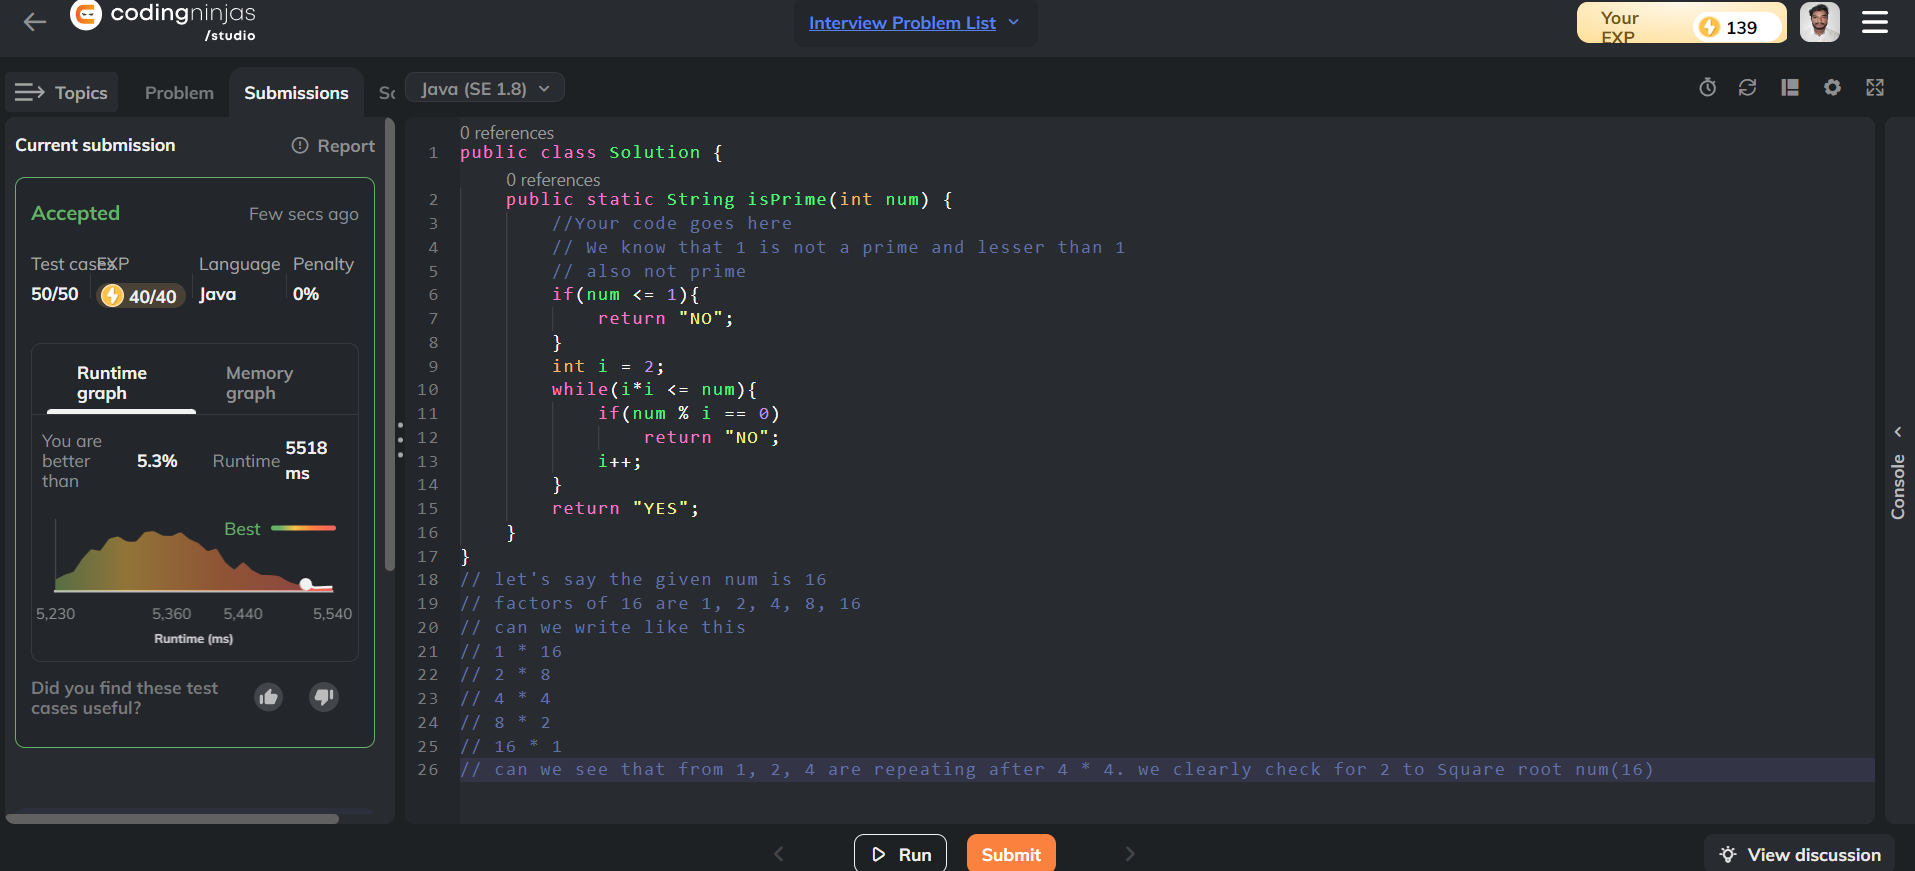 codingninjas
/studio
Interview Problem List
Your
EXP
139
Topics
Problem
Submissions
Sc
Java (SE 1.8)
Current submission
Report
Accepted
Few secs ago
Test cases
EXP
Language
Penalty
50/50
40/40
Java
0%
Runtime
graph
Memory
graph
You are
better
than
5.3%
Runtime
5518
ms
Best
5,230
5,360
5,440
5,540
Runtime (ms)
Did you find these test
cases useful?
0 references
1 public class Solution {
0 references
2 public static String isPrime(int num) {
3 //Your code goes here
4 // We know that 1 is not a prime and lesser than 1
5 // also not prime
6 if(num <= 1){
7 return "NO";
8 }
9 int i = 2;
10 while(i*i <= num){
11 if(num % i == 0)
12 return "NO";
13 i++;
14 }
15 return "YES";
16 }
17 }
18 // let's say the given num is 16
19 // factors of 16 are 1, 2, 4, 8, 16
20 // can we write like this
21 // 1 * 16
22 // 2 * 8
23 // 4 * 4
24 // 8 * 2
25 // 16 * 1
26 // can we see that from 1, 2, 4 are repeating after 4 * 4. we clearly check for 2 to Square root num(16)
Console
Run
Submit
View discussion